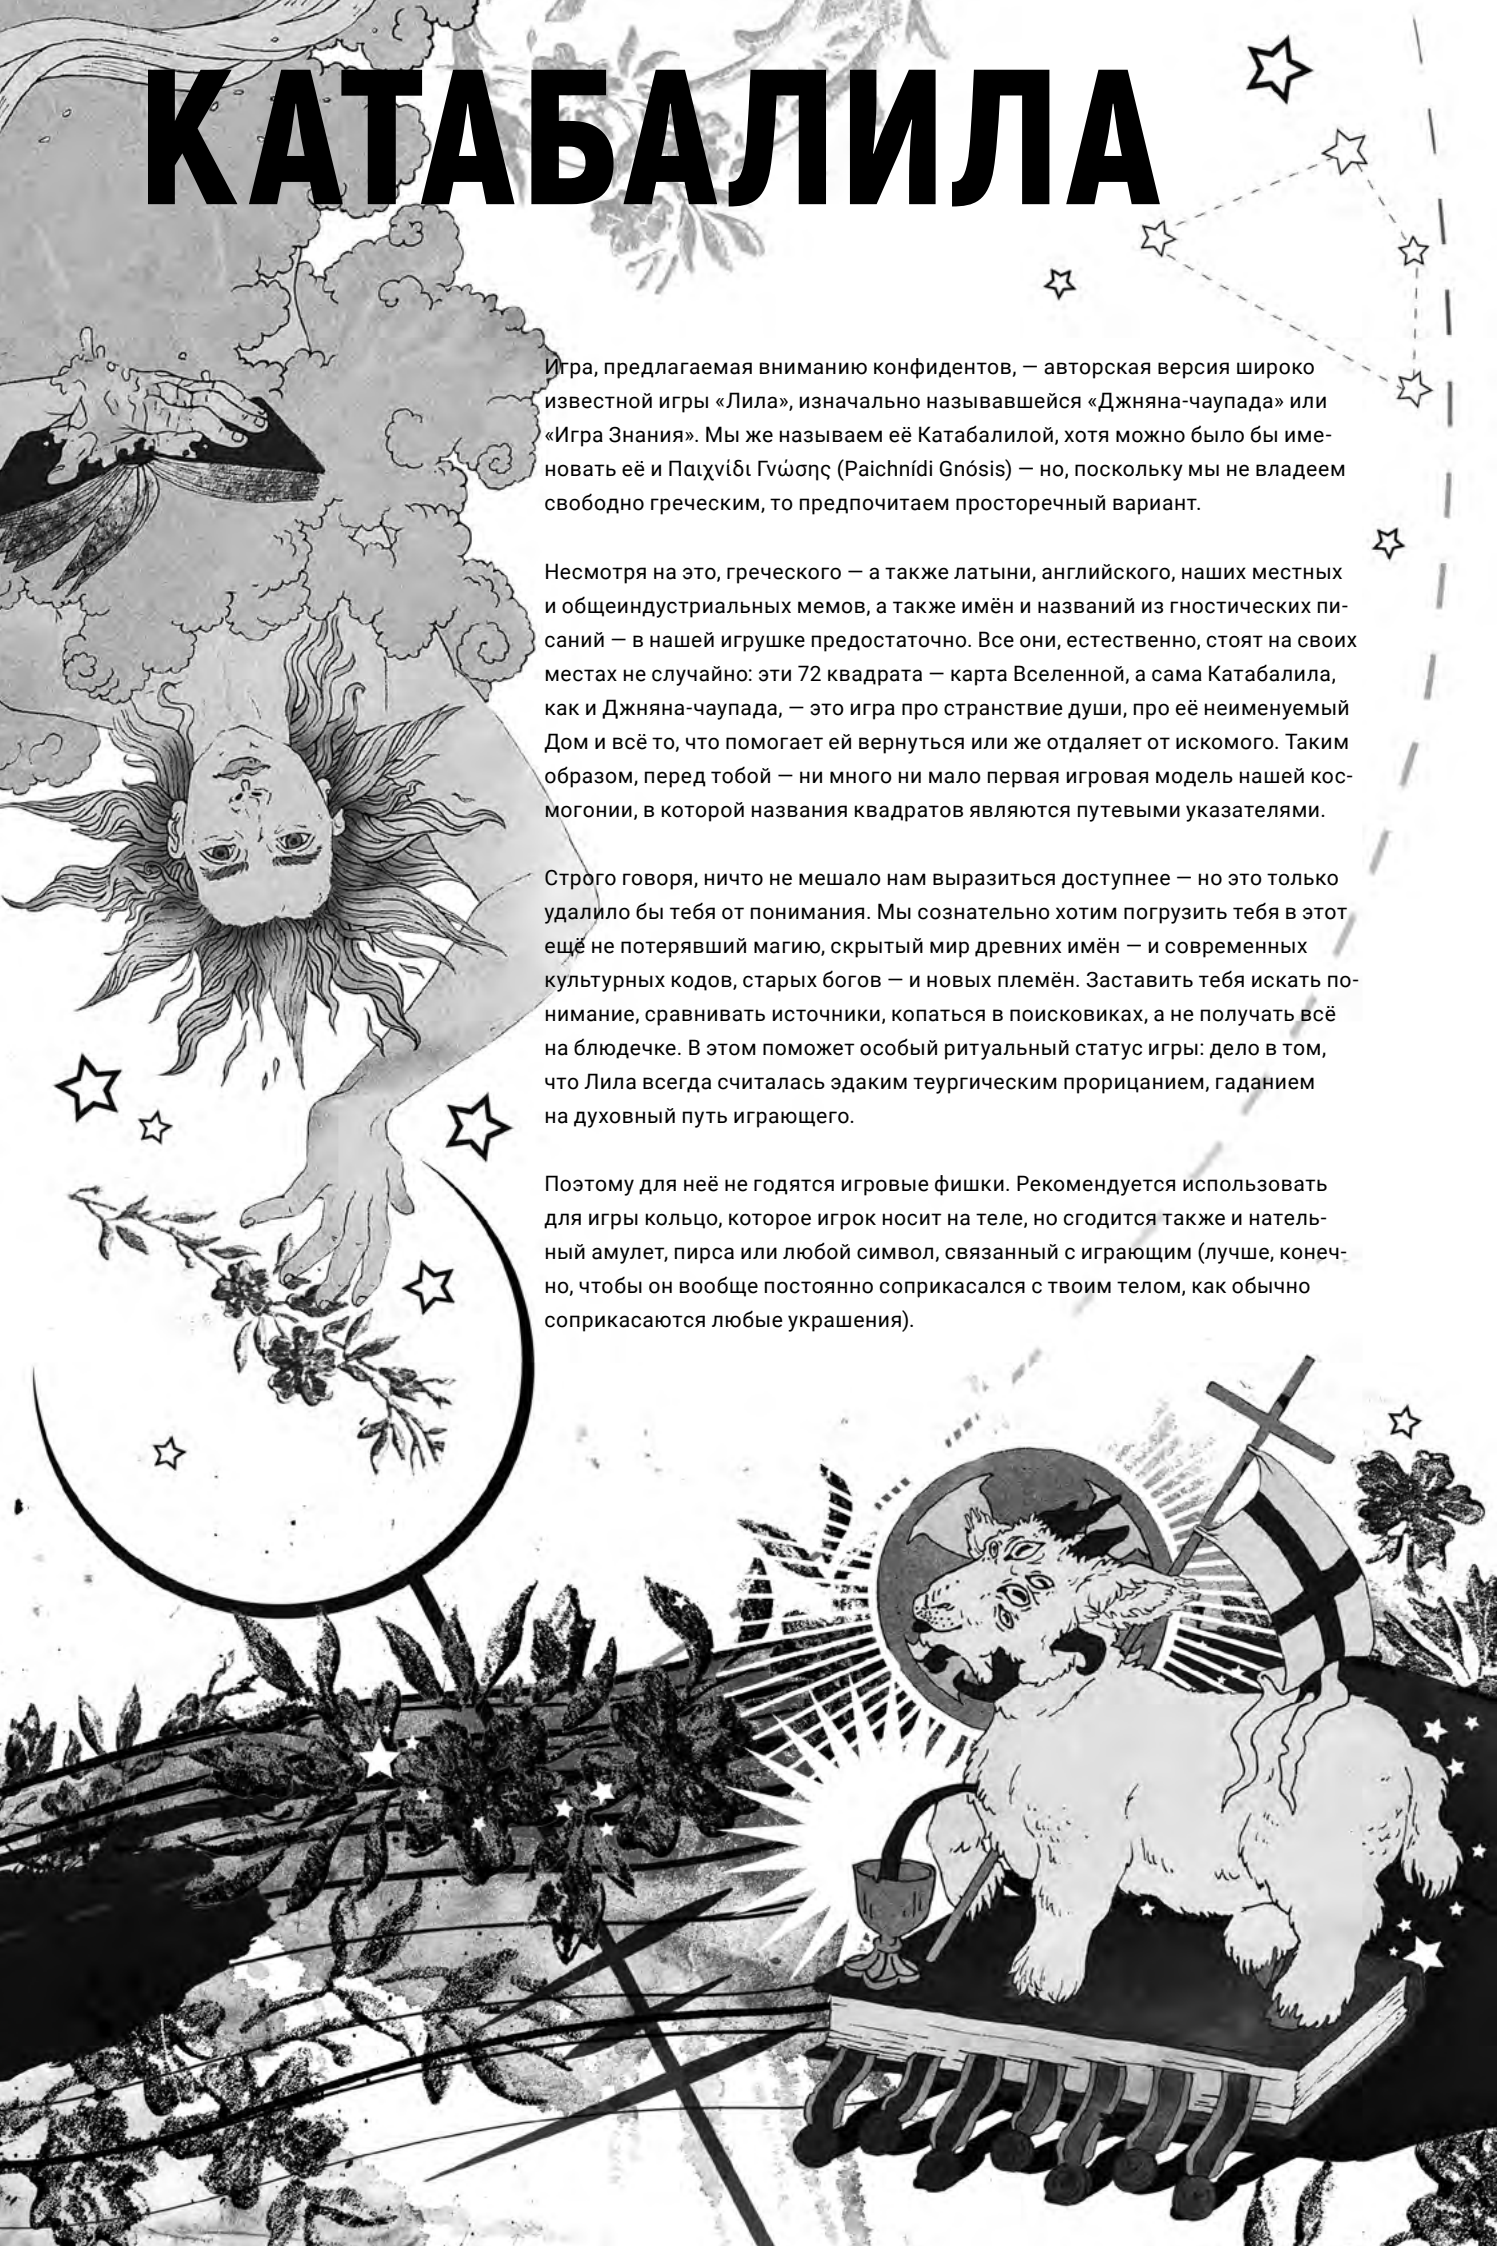 КАТАБАЛИЛА
Игра, предлагаемая вниманию конфидентов, — авторская версия широко
известной игры «Лила», изначально называвшейся «Джняна-чаупада» или
«Игра Знания». Мы же называем её Катабалилой, хотя можно было бы име-
новать её и Παιχνίδι Γνώσης (Paichnídi Gnósis) — но, поскольку мы не владеем
свободно греческим, то предпочитаем просторечный вариант.
Несмотря на это, греческого — а также латыни, английского, наших местных
и общеиндустриальных мемов, а также имён и названий из гностических пи-
саний — в нашей игрушке предостаточно. Все они, естественно, стоят на своих
местах не случайно: эти 72 квадрата — карта Вселенной, а сама Катабалила,
как и Джняна-чаупада, — это игра про странствие души, про её неименуемый
Дом и всё то, что помогает ей вернуться или же отдаляет от искомого. Таким
образом, перед тобой — ни много ни мало первая игровая модель нашей кос-
могонии, в которой названия квадратов являются путевыми указателями.
Строго говоря, ничто не мешало нам выразиться доступнее — но это только
удалило бы тебя от понимания. Мы сознательно хотим погрузить тебя в этот
ещё не потерявший магию, скрытый мир древних имён — и современных
культурных кодов, старых богов — и новых племён. Заставить тебя искать по-
нимание, сравнивать источники, копаться в поисковиках, а не получать всё
на блюдечке. В этом поможет особый ритуальный статус игры: дело в том,
что Лила всегда считалась эдаким теургическим прорицанием, гаданием
на духовный путь играющего.
Поэтому для неё не годятся игровые фишки. Рекомендуется использовать
для игры кольцо, которое игрок носит на теле, но сгодится также и натель-
ный амулет, пирса или любой символ, связанный с играющим (лучше, конеч-
но, чтобы он вообще постоянно соприкасался с твоим телом, как обычно
соприкасаются любые украшения).